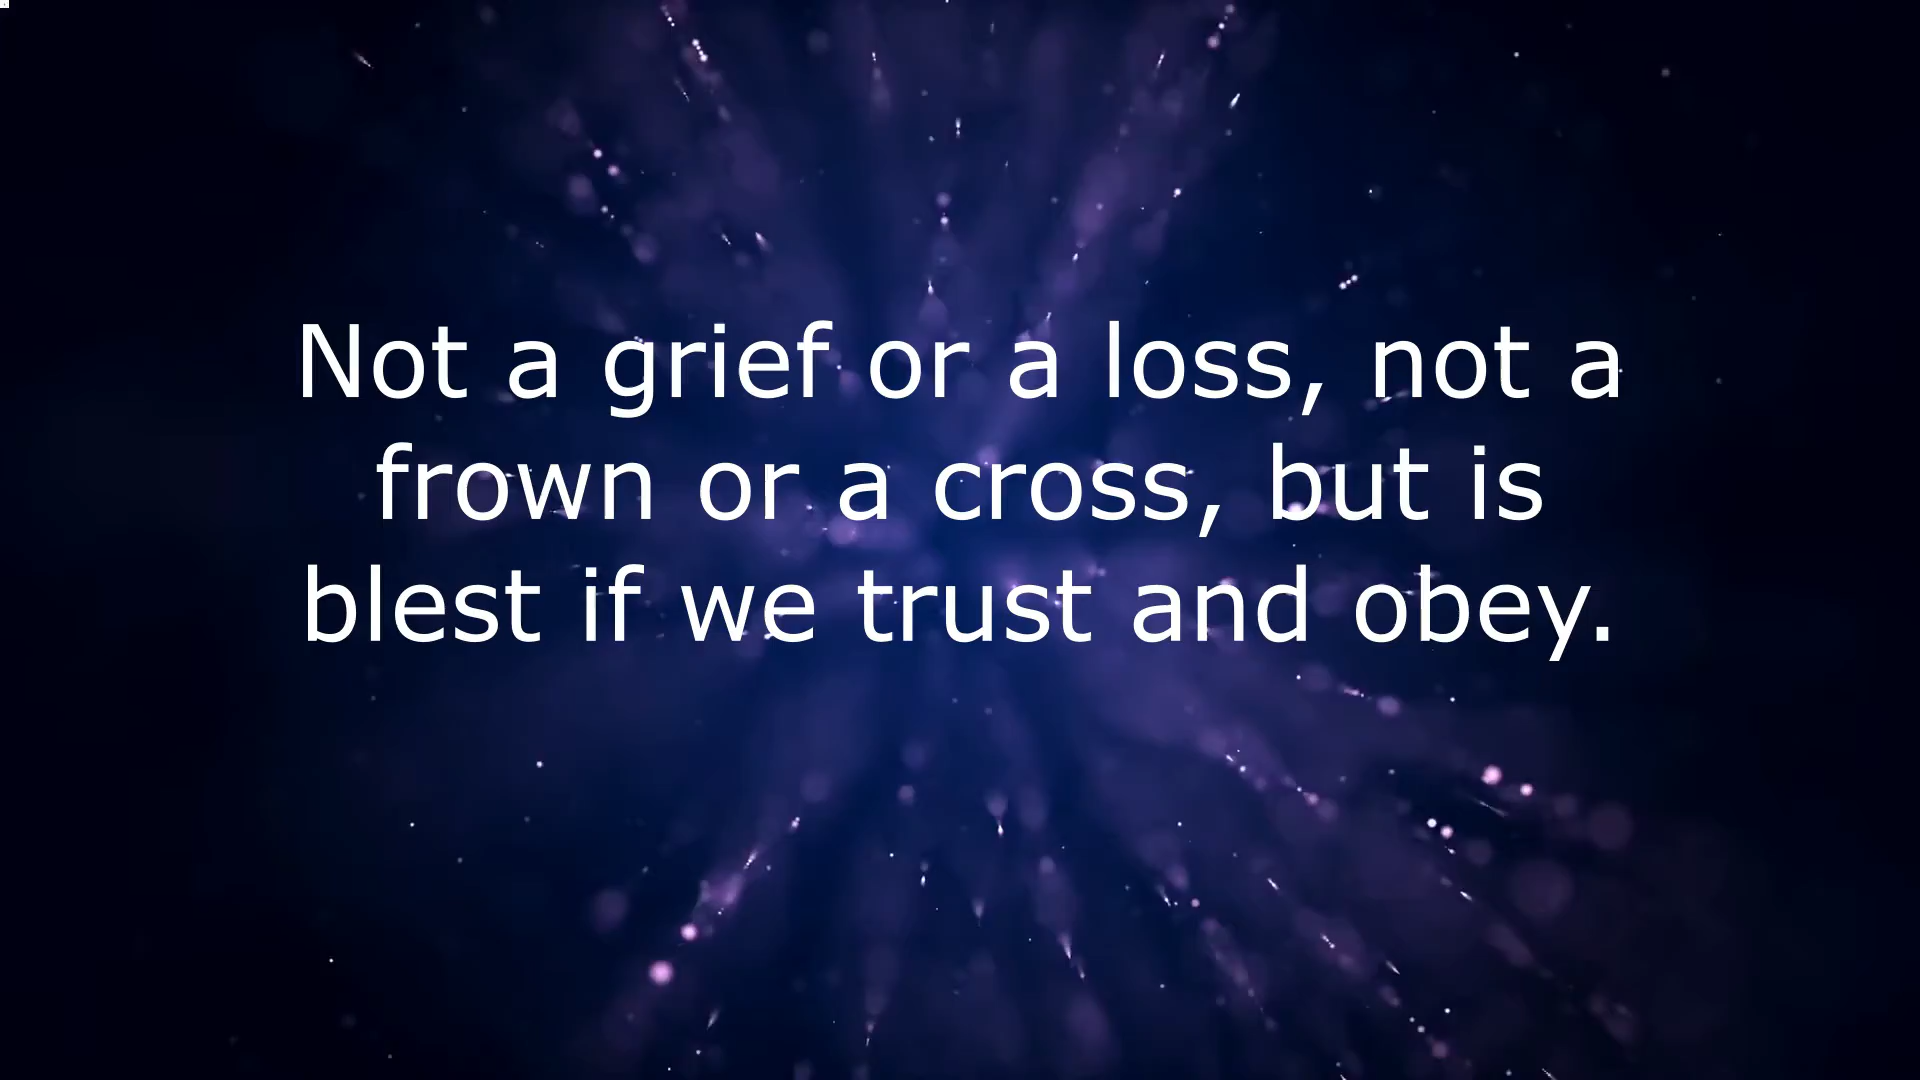 Not a grief or a loss, not a
frown or a cross, but is
blest if we trust and obey.